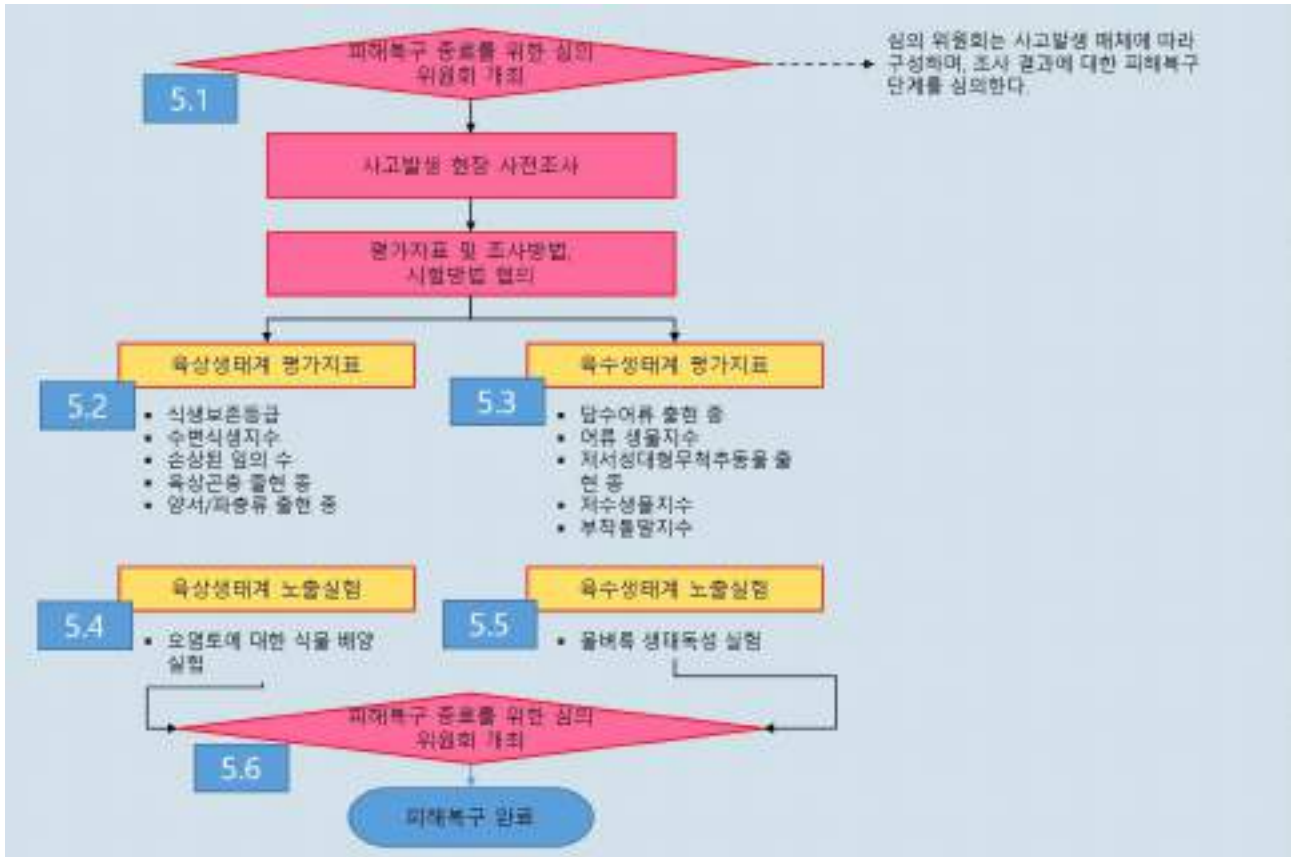 피해복구 종료를 위한 심의
위원회 개최
심의 위원회는 사고발생 매체에 따라
구성하며, 조사 결과에 대한 피해복구
단계를 심의한다.
5.1
사고발생 현장 사전조사
평가지표 및 조사방법,
시험방법 협의
육상생태계 평가지표
5.2
• 식생보존등급
• 수변식생지수
• 손상된 잎의 수
• 육상곤충 출현 종
• 양서/파충류 출현 종
육수생태계 평가지표
5.3
• 담수어류 출현 종
• 어류 생물지수
• 저서성대형무척추동물 출
현 종
• 저수생물지수
• 부착돌말지수
육상생태계 노출실험
5.4
• 오염토에 대한 식물 배양
실험
육수생태계 노출실험
5.5
• 물벼룩 생태독성 실험
피해복구 종료를 위한 심의
위원회 개최
5.6
피해복구 완료